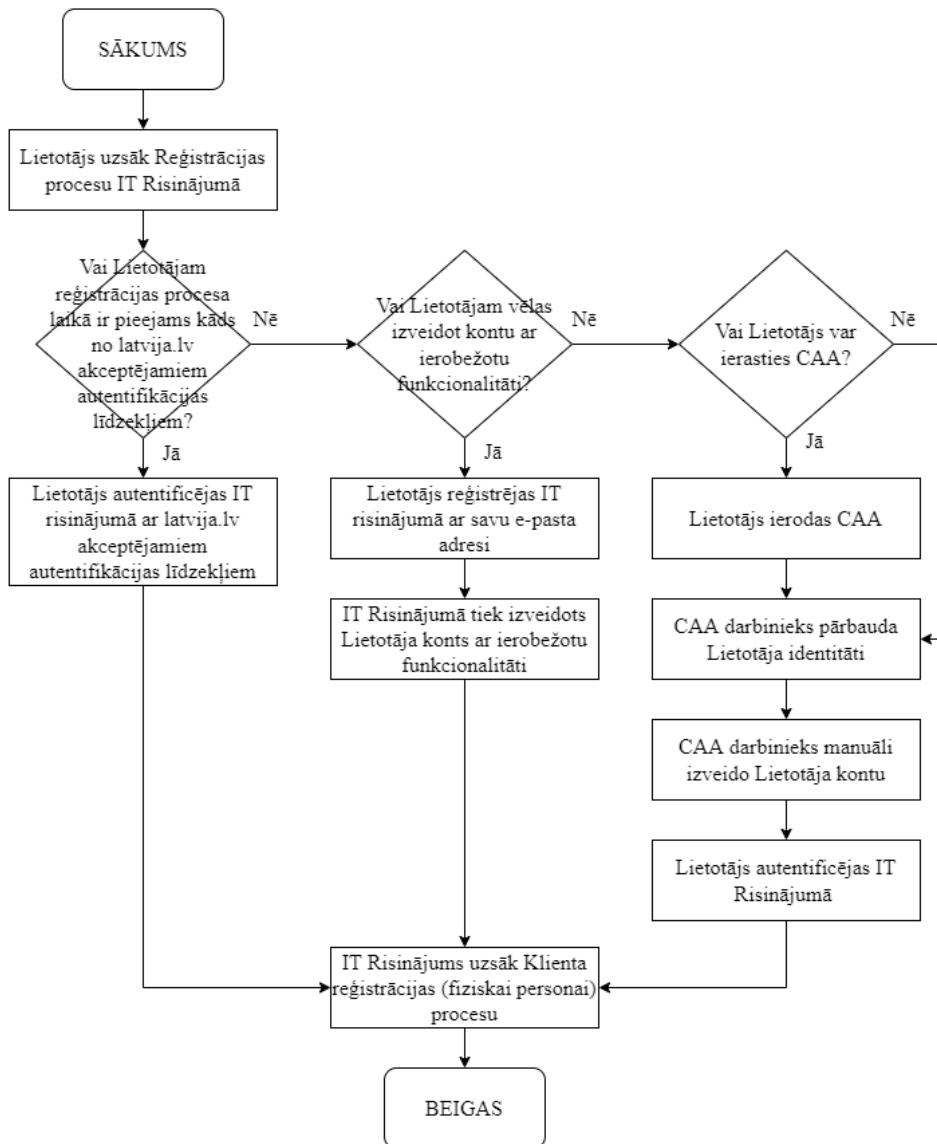 SĀKUMS
Lietotājs uzsāk Reģistrācijas
procesu IT Risinājumā
Vai Lietotājam
reģistrācijas procesa
laikā ir pieejams kāds
no latvija.lv
akceptējamiem
autentifikācijas
līdzekļiem?
Nē
Jā
Vai Lietotājam vēlas
izveidot kontu ar
ierobežotu
funkcionalitāti?
Nē
Jā
Vai Lietotājs var
ierasties CAA?
Nē
Jā
Lietotājs autentificējas IT
risinājumā ar latvija.lv
akceptējamiem
autentifikācijas līdzekļiem
Lietotājs reģistrējas IT
risinājumā ar savu e-pasta
adresi
Lietotājs ierodas CAA
IT Risinājumā tiek izveidots
Lietotāja konts ar ierobežotu
funkcionalitāti
CAA darbinieks pārbauda
Lietotāja identitāti
CAA darbinieks manuāli
izveido Lietotāja kontu
Lietotājs autentificējas IT
Risinājumā
IT Risinājums uzsāk Klienta
reģistrācijas (fiziskai personai)
procesu
BEIGAS